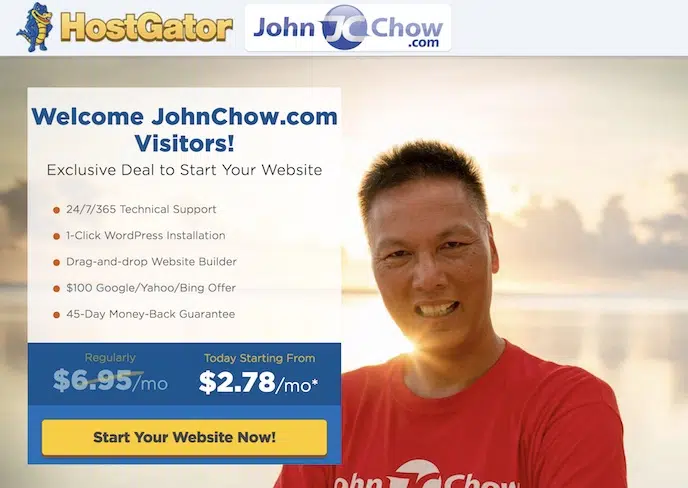 HostGator
John JC Chow
.com
Welcome JohnChow.com
Visitors!
Exclusive Deal to Start Your Website
24/7/365 Technical Support
1-Click WordPress Installation
Drag-and-drop Website Builder
$100 Google/Yahoo/Bing Offer
45-Day Money-Back Guarantee
Regularly
$6.95/mo
Today Starting From
$2.78/mo*
Start Your Website Now!
John Chow